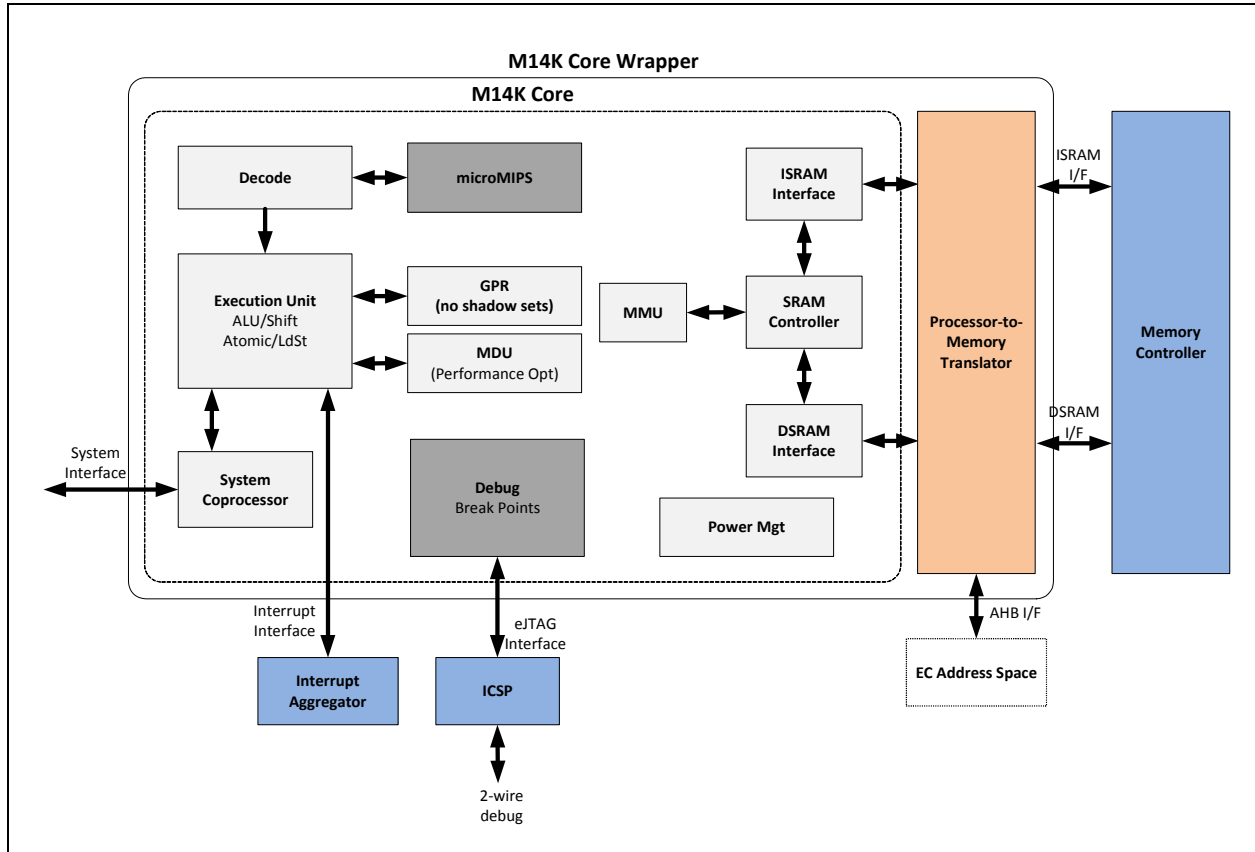 M14K Core Wrapper
M14K Core
Decode
microMIPS
ISRAM
Interface
ISRAM
I/F
Execution Unit
ALU/Shift
Atomic/LdSt
GPR
(no shadow sets)
MMU
SRAM
Controller
Processor-to-
Memory
Translator
Memory
Controller
MDU
(Performance Opt)
DSRAM
Interface
DSRAM
I/F
System
Interface
System
Coprocessor
Debug
Break Points
Power Mgt
Interrupt
Interface
eJTAG
Interface
AHB I/F
Interrupt
Aggregator
ICSP
EC Address Space
2-wire
debug